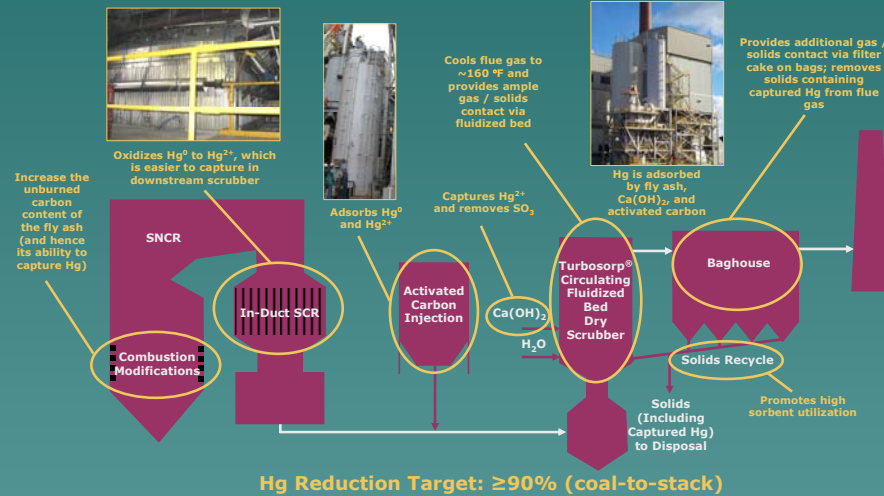 Increase the
unburned
carbon
content of
the fly ash
(and hence
its ability to
capture Hg)
Oxidizes Hg⁰ to Hg²⁺, which
is easier to capture in
downstream scrubber
Adsorbs Hg⁰
and Hg²⁺
Captures Hg²⁺
and removes SO₃
Cools flue gas to
~160 °F and
provides ample
gas / solids
contact via
fluidized bed
Hg is adsorbed
by fly ash,
Ca(OH)₂, and
activated carbon
Provides additional gas /
solids contact via filter
cake on bags; removes
solids containing
captured Hg from flue
gas
SNCR
Combustion
Modifications
In-Duct SCR
Activated
Carbon
Injection
Ca(OH)₂
H₂O
Turbosorp®
Circulating
Fluidized
Bed
Dry
Scrubber
Baghouse
Solids Recycle
Promotes high
sorbent utilization
Solids
(Including
Captured Hg)
to Disposal
Hg Reduction Target: ≥90% (coal-to-stack)